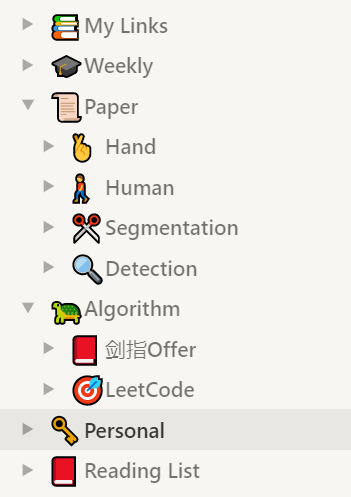 My Links
Weekly
Paper
Hand
Human
Segmentation
Detection
Algorithm
剑指Offer
LeetCode
Personal
Reading List